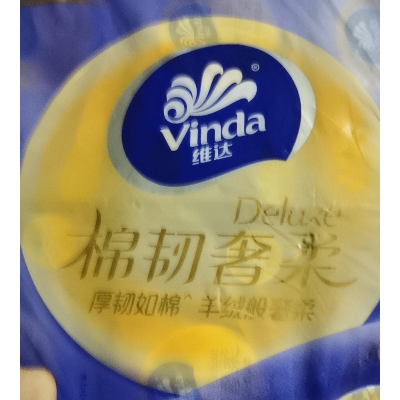 Vinda®
维达
Deluxe
棉韧奢柔
厚韧如棉^ 羊绒般奢柔